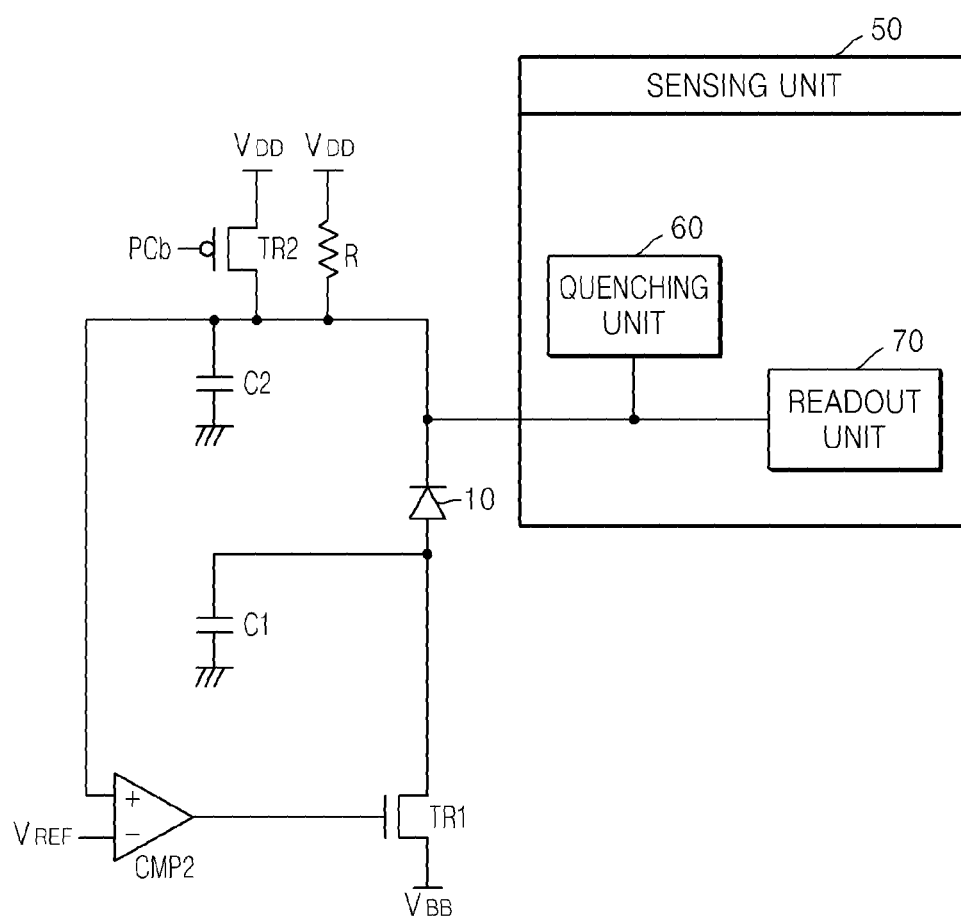 50
SENSING UNIT
VDD
VDD
PCb
TR2
R
60
QUENCHING
UNIT
70
READOUT
UNIT
C2
10
C1
+
VREF
−
CMP2
TR1
VBB